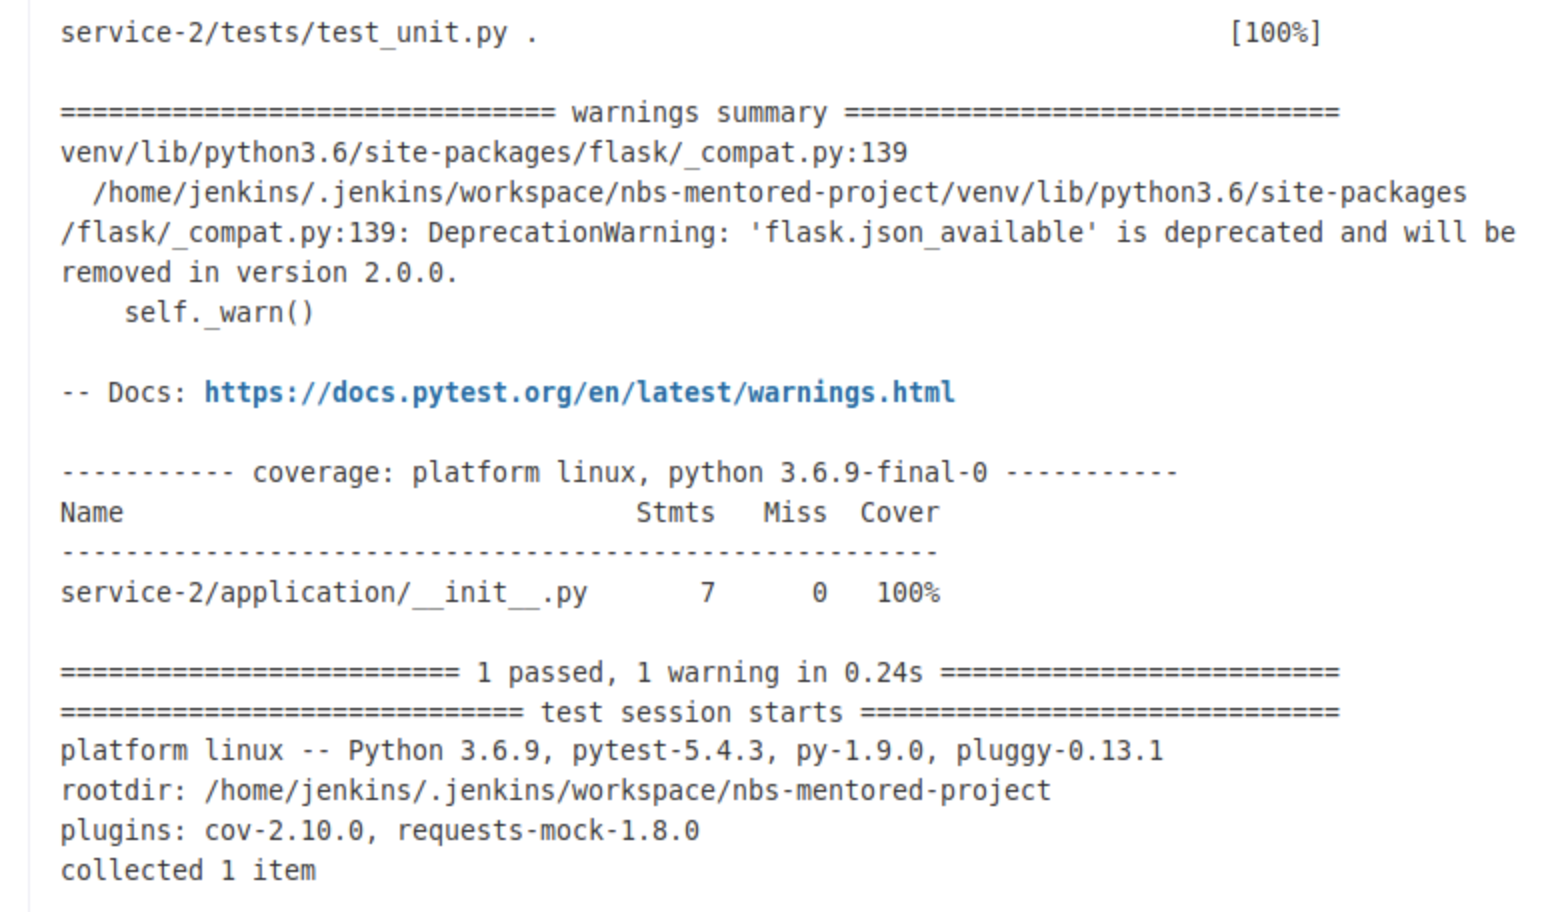 service-2/tests/test_unit.py . [100%]
=============================== warnings summary ===============================
venv/lib/python3.6/site-packages/flask/_compat.py:139
/home/jenkins/.jenkins/workspace/nbs-mentored-project/venv/lib/python3.6/site-packages
/flask/_compat.py:139: DeprecationWarning: 'flask.json_available' is deprecated and will be
removed in version 2.0.0.
self._warn()
-- Docs: https://docs.pytest.org/en/latest/warnings.html
----------- coverage: platform linux, python 3.6.9-final-0 -----------
Name Stmts Miss Cover
-------------------------------------------------------
service-2/application/__init__.py 7 0 100%
========================= 1 passed, 1 warning in 0.24s =========================
============================= test session starts ==============================
platform linux -- Python 3.6.9, pytest-5.4.3, py-1.9.0, pluggy-0.13.1
rootdir: /home/jenkins/.jenkins/workspace/nbs-mentored-project
plugins: cov-2.10.0, requests-mock-1.8.0
collected 1 item